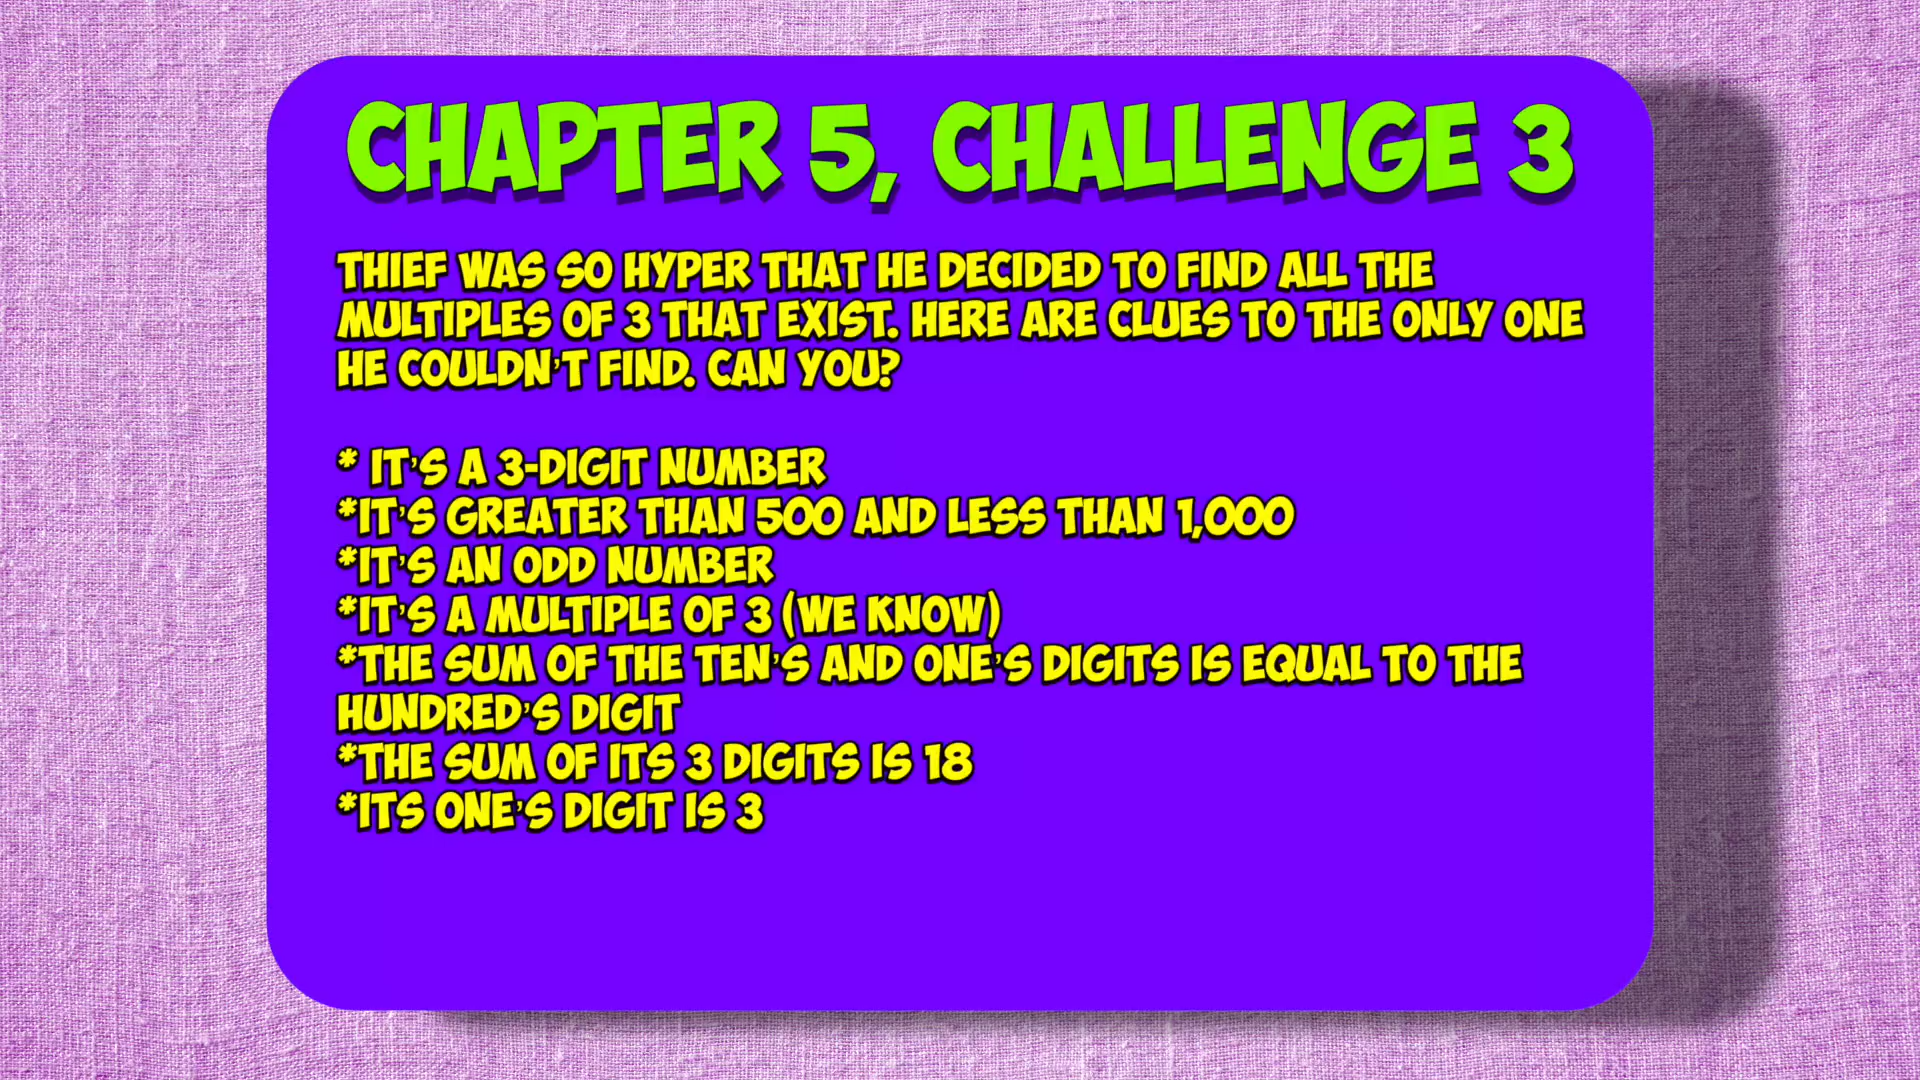 CHAPTER 5, CHALLENGE 3
THIEF WAS SO HYPER THAT HE DECIDED TO FIND ALL THE
MULTIPLES OF 3 THAT EXIST. HERE ARE CLUES TO THE ONLY ONE
HE COULDN'T FIND. CAN YOU?
* IT'S A 3-DIGIT NUMBER
*IT'S GREATER THAN 500 AND LESS THAN 1,000
*IT'S AN ODD NUMBER
*IT'S A MULTIPLE OF 3 (WE KNOW)
*THE SUM OF THE TEN'S AND ONE'S DIGITS IS EQUAL TO THE
HUNDRED'S DIGIT
*THE SUM OF ITS 3 DIGITS IS 18
*ITS ONE'S DIGIT IS 3